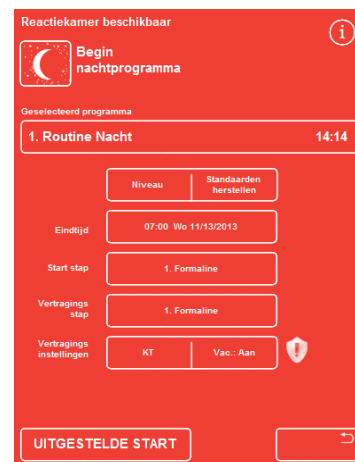 Reactiekamer beschikbaar
Begin
nachtprogramma
Geselecteerd programma
1. Routine Nacht 14:14
Niveau
Standaarden
herstellen
Eindtijd
07:00 Wo 11/13/2013
Start stap
1. Formaline
Vertragings
stap
1. Formaline
Vertragings
instellingen
KT
Vac.: Aan
UITGESTELDE START